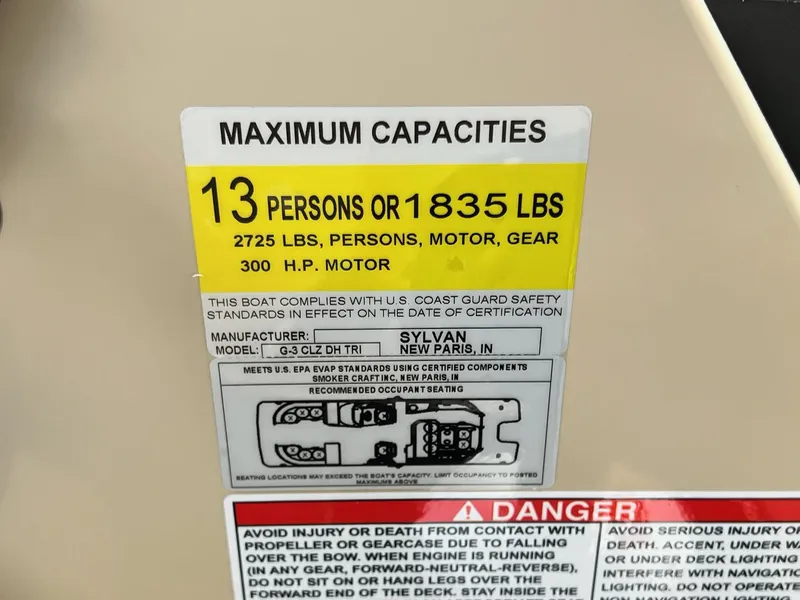 MAXIMUM CAPACITIES
13 PERSONS OR 1835 LBS
2725 LBS, PERSONS, MOTOR, GEAR
300 H.P. MOTOR
THIS BOAT COMPLIES WITH U.S. COAST GUARD SAFETY
STANDARDS IN EFFECT ON THE DATE OF CERTIFICATION
MANUFACTURER: SYLVAN
MODEL: G-3 CLZ DH TRI NEW PARIS, IN
MEETS U.S. EPA EVAP STANDARDS USING CERTIFIED COMPONENTS
SMOKER CRAFT INC, NEW PARIS, IN
RECOMMENDED OCCUPANT SEATING
SEATING LOCATIONS MAY EXCEED THE BOAT'S CAPACITY. LIMIT OCCUPANCY TO POSTED
MAXIMUMS ABOVE
DANGER
AVOID INJURY OR DEATH FROM CONTACT WITH
PROPELLER OR GEARCASE DUE TO FALLING
OVER THE BOW. WHEN ENGINE IS RUNNING
(IN ANY GEAR, FORWARD-NEUTRAL-REVERSE),
DO NOT SIT ON OR HANG LEGS OVER THE
FORWARD END OF THE DECK. STAY INSIDE THE
AVOID SERIOUS INJURY OR
DEATH. ACCENT, UNDER
OR UNDER DECK LIGHTING
INTERFERE WITH NAVIGATIO
LIGHTING. DO NOT OPERATE
NON-NAVIGATION LIGHTING